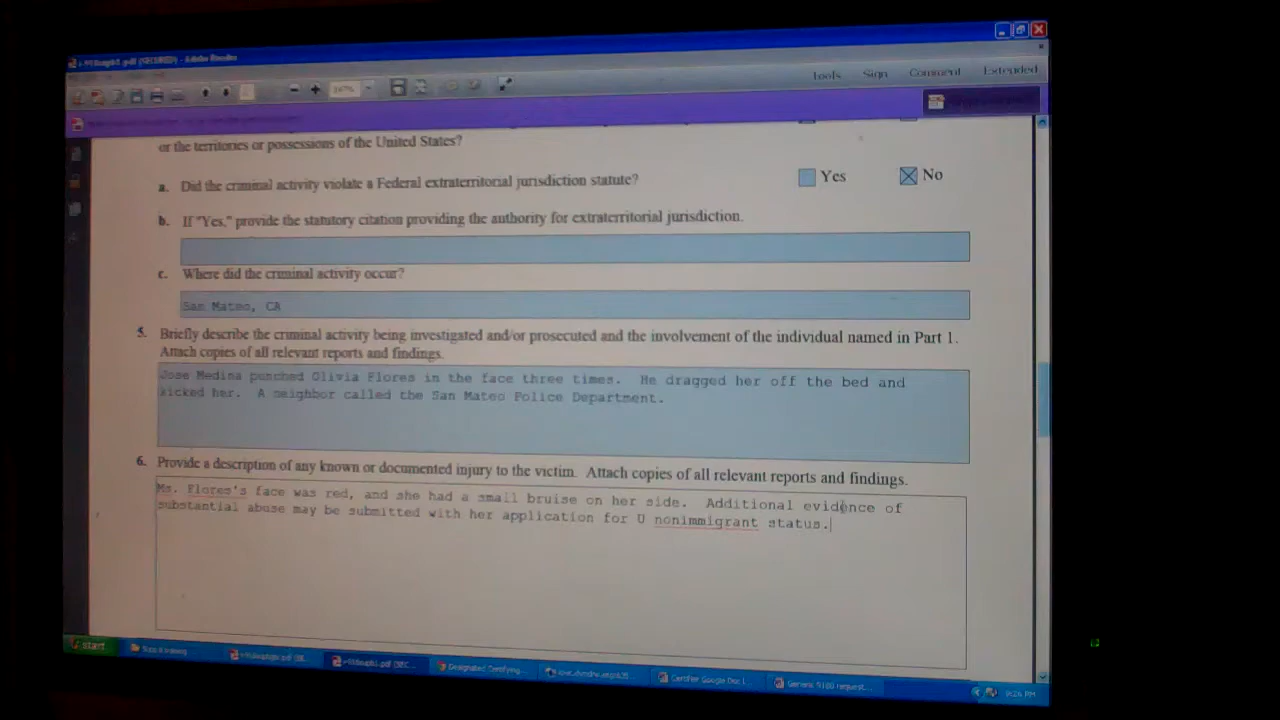 Tools Sign Comment Extended
or the territories or possessions of the United States?
a. Did the criminal activity violate a Federal extraterritorial jurisdiction statute? Yes No
b. If "Yes," provide the statutory citation providing the authority for extraterritorial jurisdiction.
c. Where did the criminal activity occur?
San Mateo, CA
5. Briefly describe the criminal activity being investigated and/or prosecuted and the involvement of the individual named in Part 1.
Attach copies of all relevant reports and findings.
Jose Medina punched Olivia Flores in the face three times. He dragged her off the bed and
kicked her. A neighbor called the San Mateo Police Department.
6. Provide a description of any known or documented injury to the victim. Attach copies of all relevant reports and findings.
Ms. Flores's face was red, and she had a small bruise on her side. Additional evidence of
substantial abuse may be submitted with her application for U nonimmigrant status.
start
9:26 PM